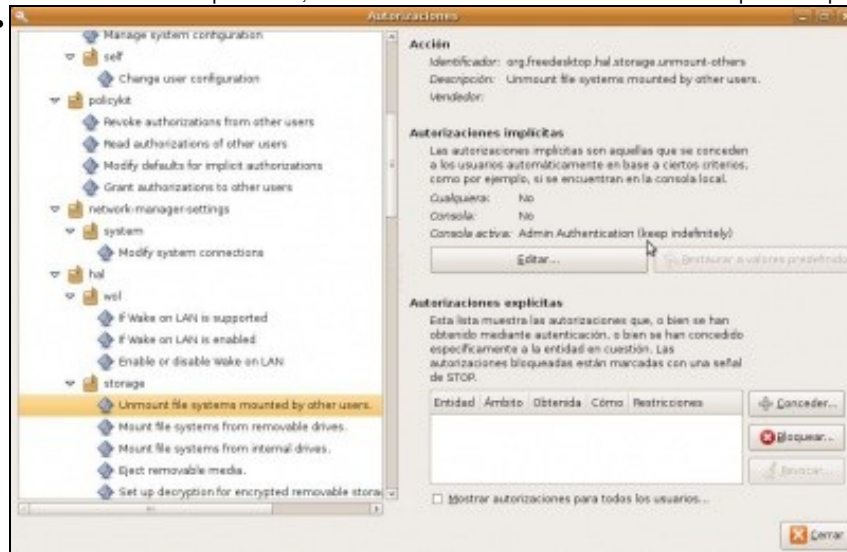 Autorizaciones
Manage system configuration
self
Change user configuration
policykit
Revoke authorizations from other users
Read authorizations of other users
Modify defaults for implicit authorizations
Grant authorizations to other users
network-manager-settings
system
Modify system connections
hal
wol
If Wake on LAN is supported
If Wake on LAN is enabled
Enable or disable Wake on LAN
storage
Unmount file systems mounted by other users.
Mount file systems from removable drives.
Mount file systems from internal drives.
Eject removable media.
Set up decryption for encrypted removable stora
Acción
Identificador: org.freedesktop.hal.storage.unmount-others
Descripción: Unmount file systems mounted by other users.
Vendedor:
Autorizaciones implícitas
Las autorizaciones implícitas son aquellas que se conceden
a los usuarios automáticamente en base a ciertos criterios,
como por ejemplo, si se encuentran en la consola local.
Cualquiera: No
Consola: No
Consola activa: Admin Authentication (keep indefinitely)
Editar...
Restaurar a valores predefinido
Autorizaciones explícitas
Esta lista muestra las autorizaciones que, o bien se han
obtenido mediante autenticación, o bien se han concedido
específicamente a la entidad en cuestión. Las
autorizaciones bloqueadas están marcadas con una señal
de STOP.
Entidad Ámbito Obtenida Cómo Restricciones
Conceder...
Bloquear...
Revocar...
Mostrar autorizaciones para todos los usuarios...
Cerrar